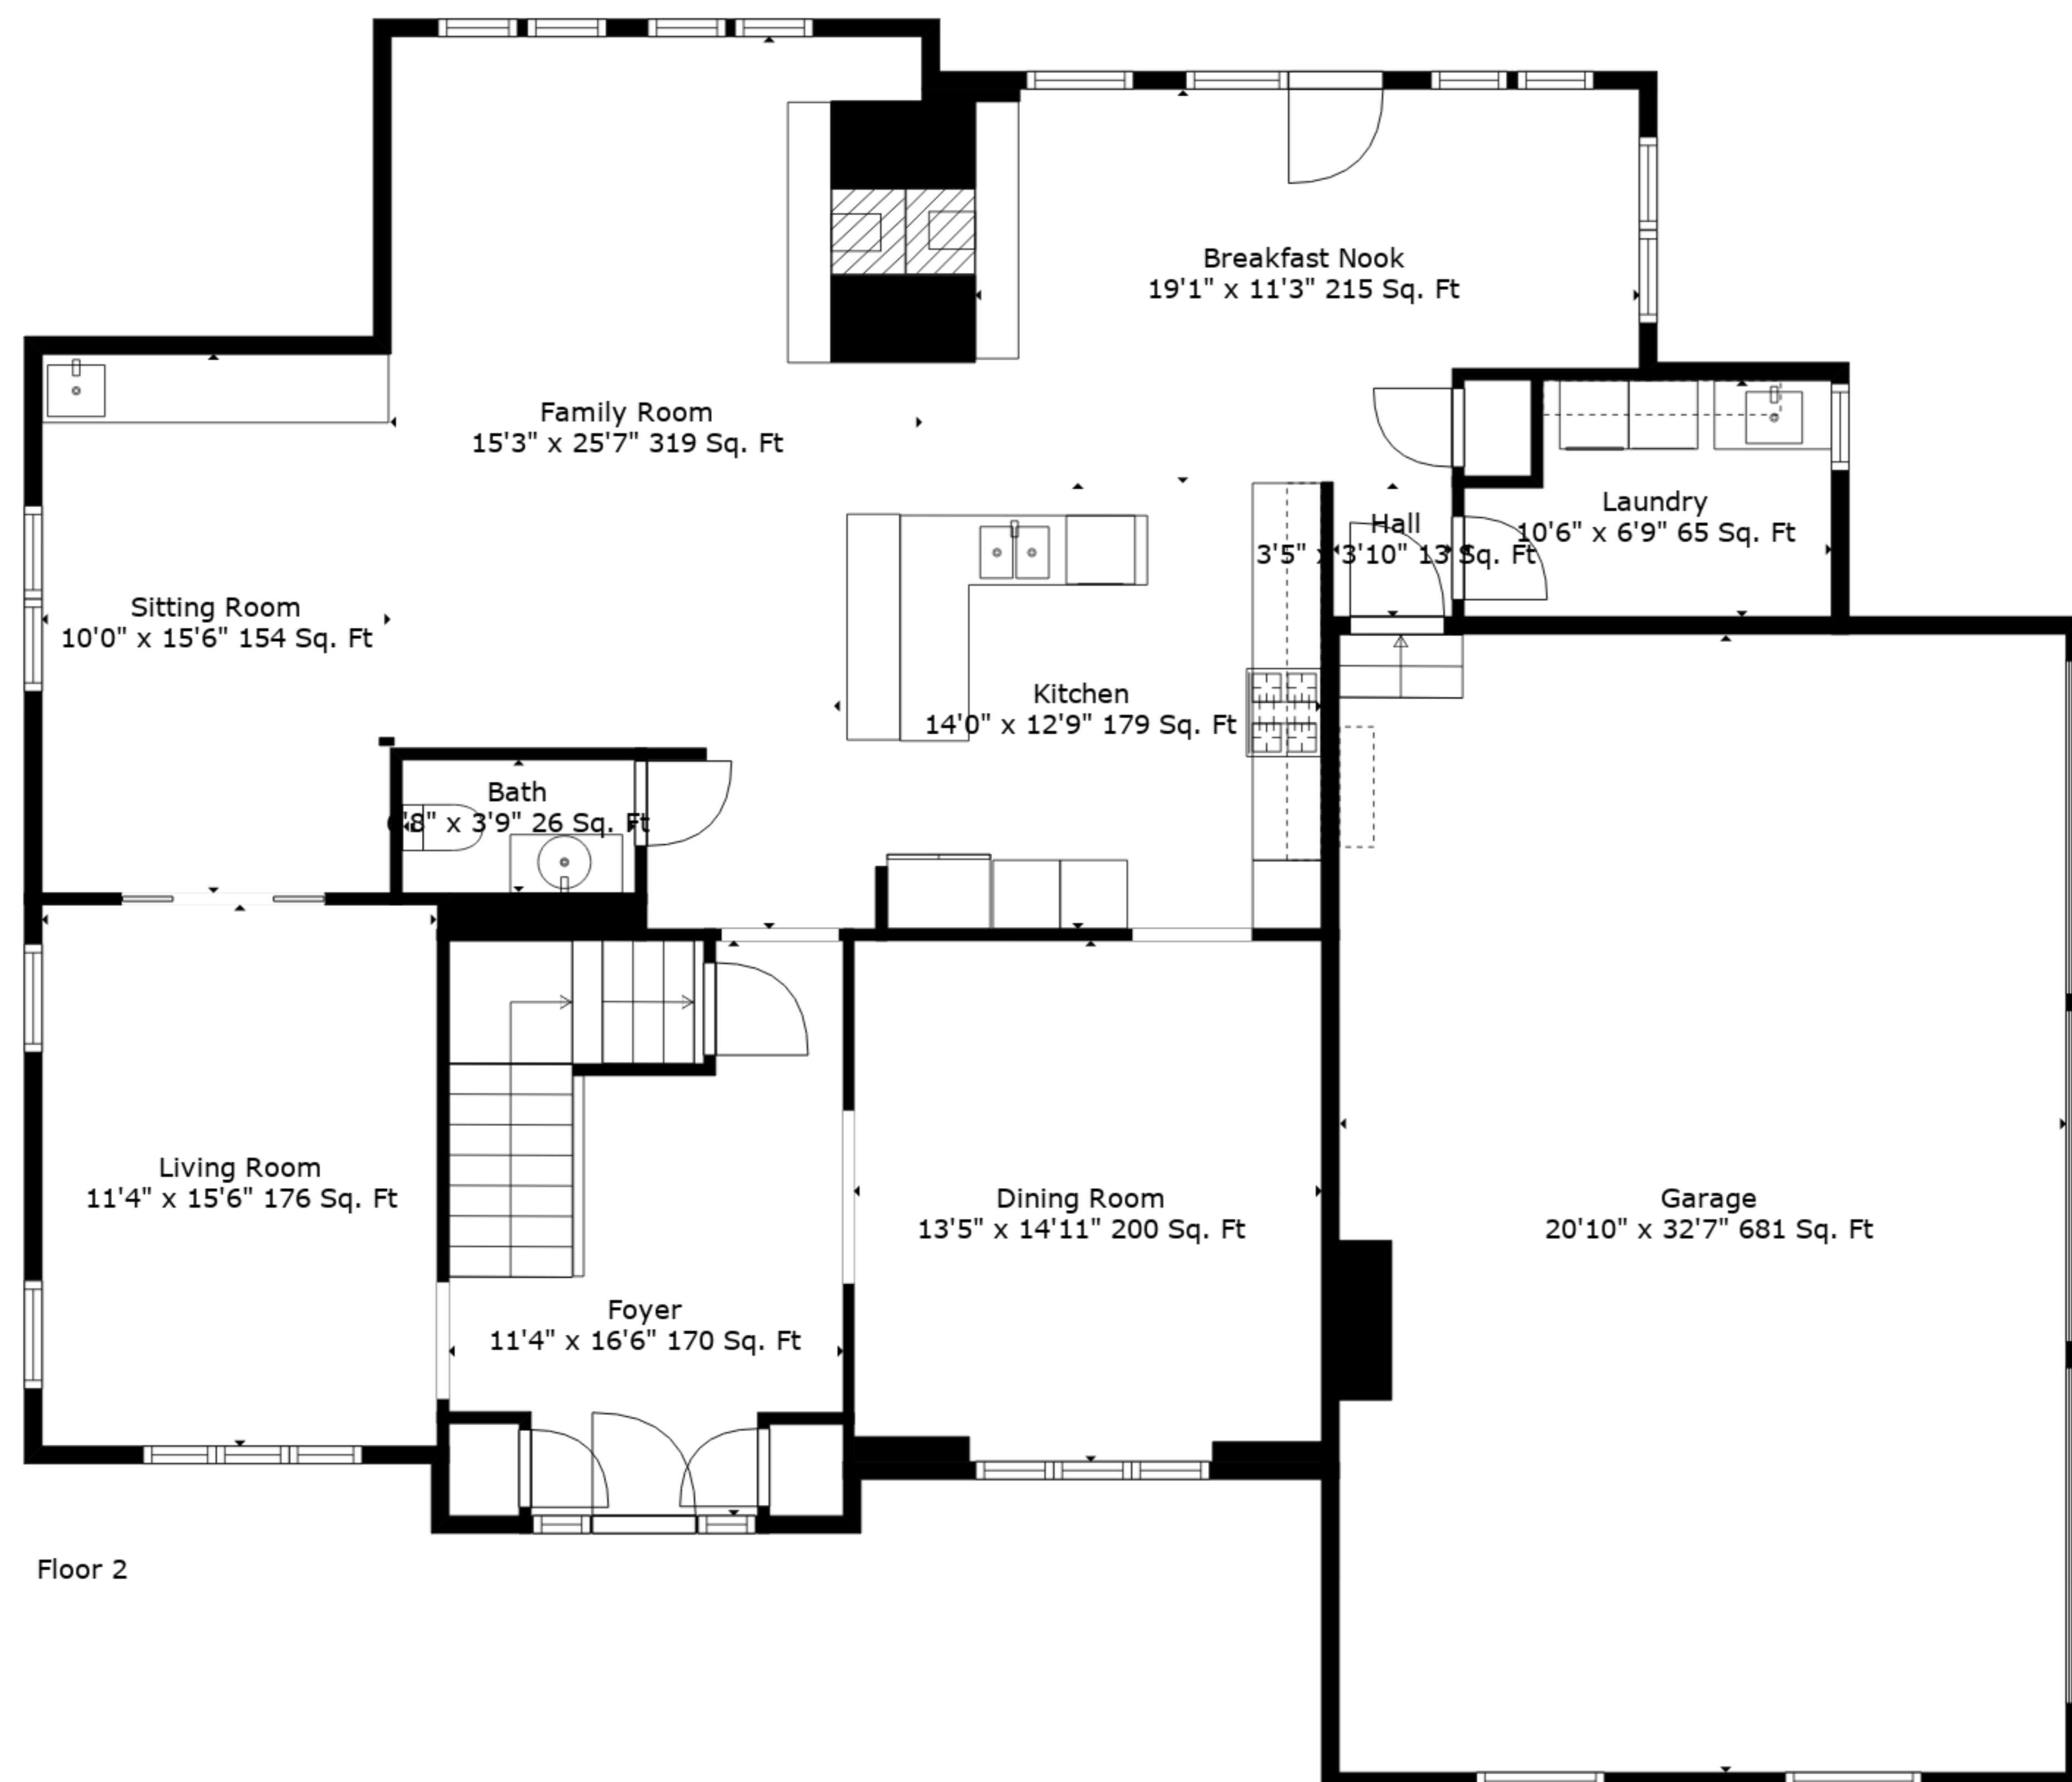 Breakfast Nook
19'1" x 11'3" 215 Sq. Ft
Family Room
15'3" x 25'7" 319 Sq. Ft
Laundry
10'6" x 6'9" 65 Sq. Ft
Hall
3'5" x 3'10" 13 Sq. Ft
Sitting Room
10'0" x 15'6" 154 Sq. Ft
Kitchen
14'0" x 12'9" 179 Sq. Ft
Bath
6'8" x 3'9" 26 Sq. Ft
Living Room
11'4" x 15'6" 176 Sq. Ft
Dining Room
13'5" x 14'11" 200 Sq. Ft
Garage
20'10" x 32'7" 681 Sq. Ft
Foyer
11'4" x 16'6" 170 Sq. Ft
Floor 2